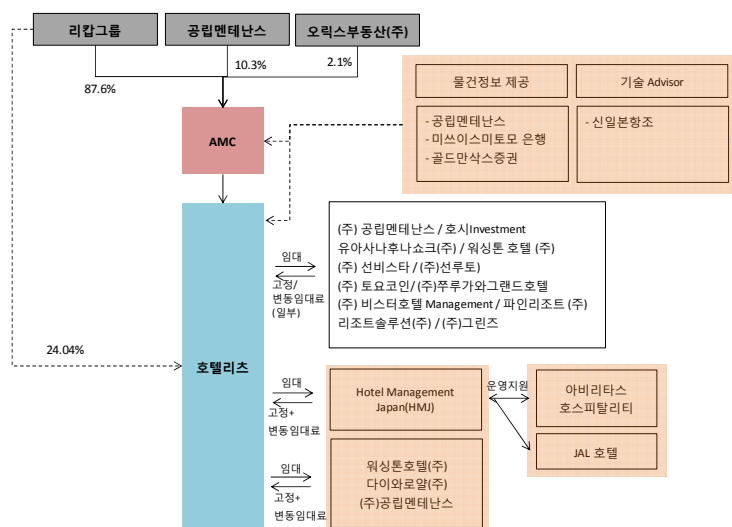 리캅그룹
공립멘테난스
오릭스부동산(주)
87.6%
10.3%
2.1%
물건정보 제공
기술 Advisor
- 공립멘테난스
- 미쓰이스미토모 은행
- 골드만삭스증권
- 신일본항조
AMC
(주) 공립멘테난스 / 호시Investment
유아사나후나쇼크(주) / 워싱톤 호텔 (주)
(주) 선비스타 / (주)선루토)
(주) 토요코인/ (주)쭈루가와그랜드호텔
(주) 비스터호텔 Management / 파인리조트 (주)
리조트솔루션(주) / (주)그린즈
임대
고정/
변동임대료
(일부)
24.04%
호텔리츠
임대
고정+
변동임대료
Hotel Management
Japan(HMJ)
운영지원
아비리타스
호스피탈리티
JAL 호텔
임대
고정+
변동임대료
워싱톤호텔(주)
다이와로얄(주)
(주)공립멘테난스